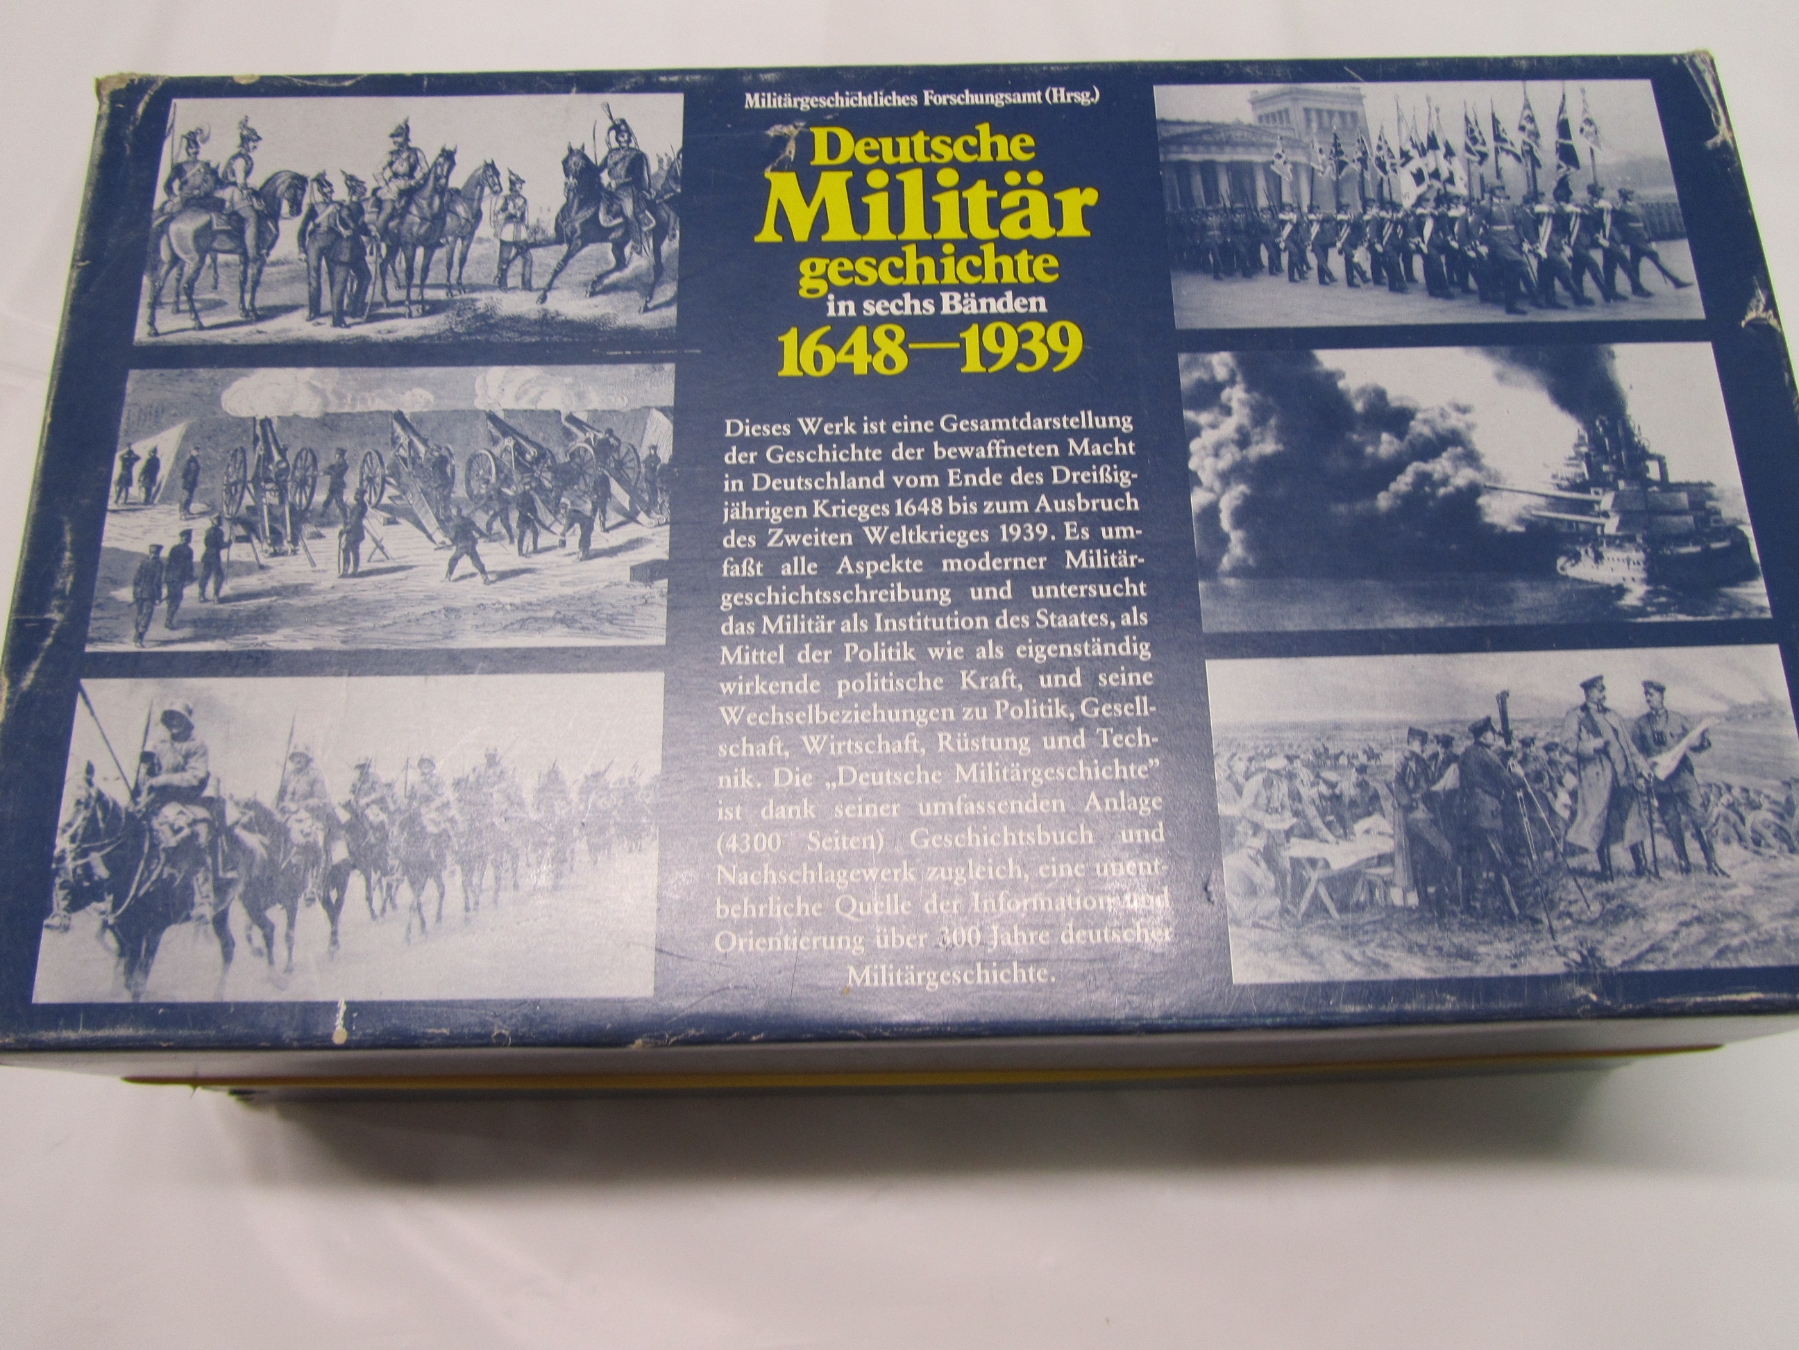 Militärgeschichtliches Forschungsamt (Hrsg.)
Deutsche
Militär
geschichte
in sechs Bänden
1648—1939
Dieses Werk ist eine Gesamtdarstellung
der Geschichte der bewaffneten Macht
in Deutschland vom Ende des Dreißig-
jährigen Krieges 1648 bis zum Ausbruch
des Zweiten Weltkrieges 1939. Es um-
faßt alle Aspekte moderner Militär-
geschichtsschreibung und untersucht
das Militär als Institution des Staates, als
Mittel der Politik wie als eigenständig
wirkende politische Kraft, und seine
Wechselbeziehungen zu Politik, Gesell-
schaft, Wirtschaft, Rüstung und Tech-
nik. Die „Deutsche Militärgeschichte”
ist dank seiner umfassenden Anlage
(4300 Seiten) Geschichtsbuch und
Nachschlagewerk zugleich, eine unent-
behrliche Quelle der Information und
Orientierung über 300 Jahre deutscher
Militärgeschichte.